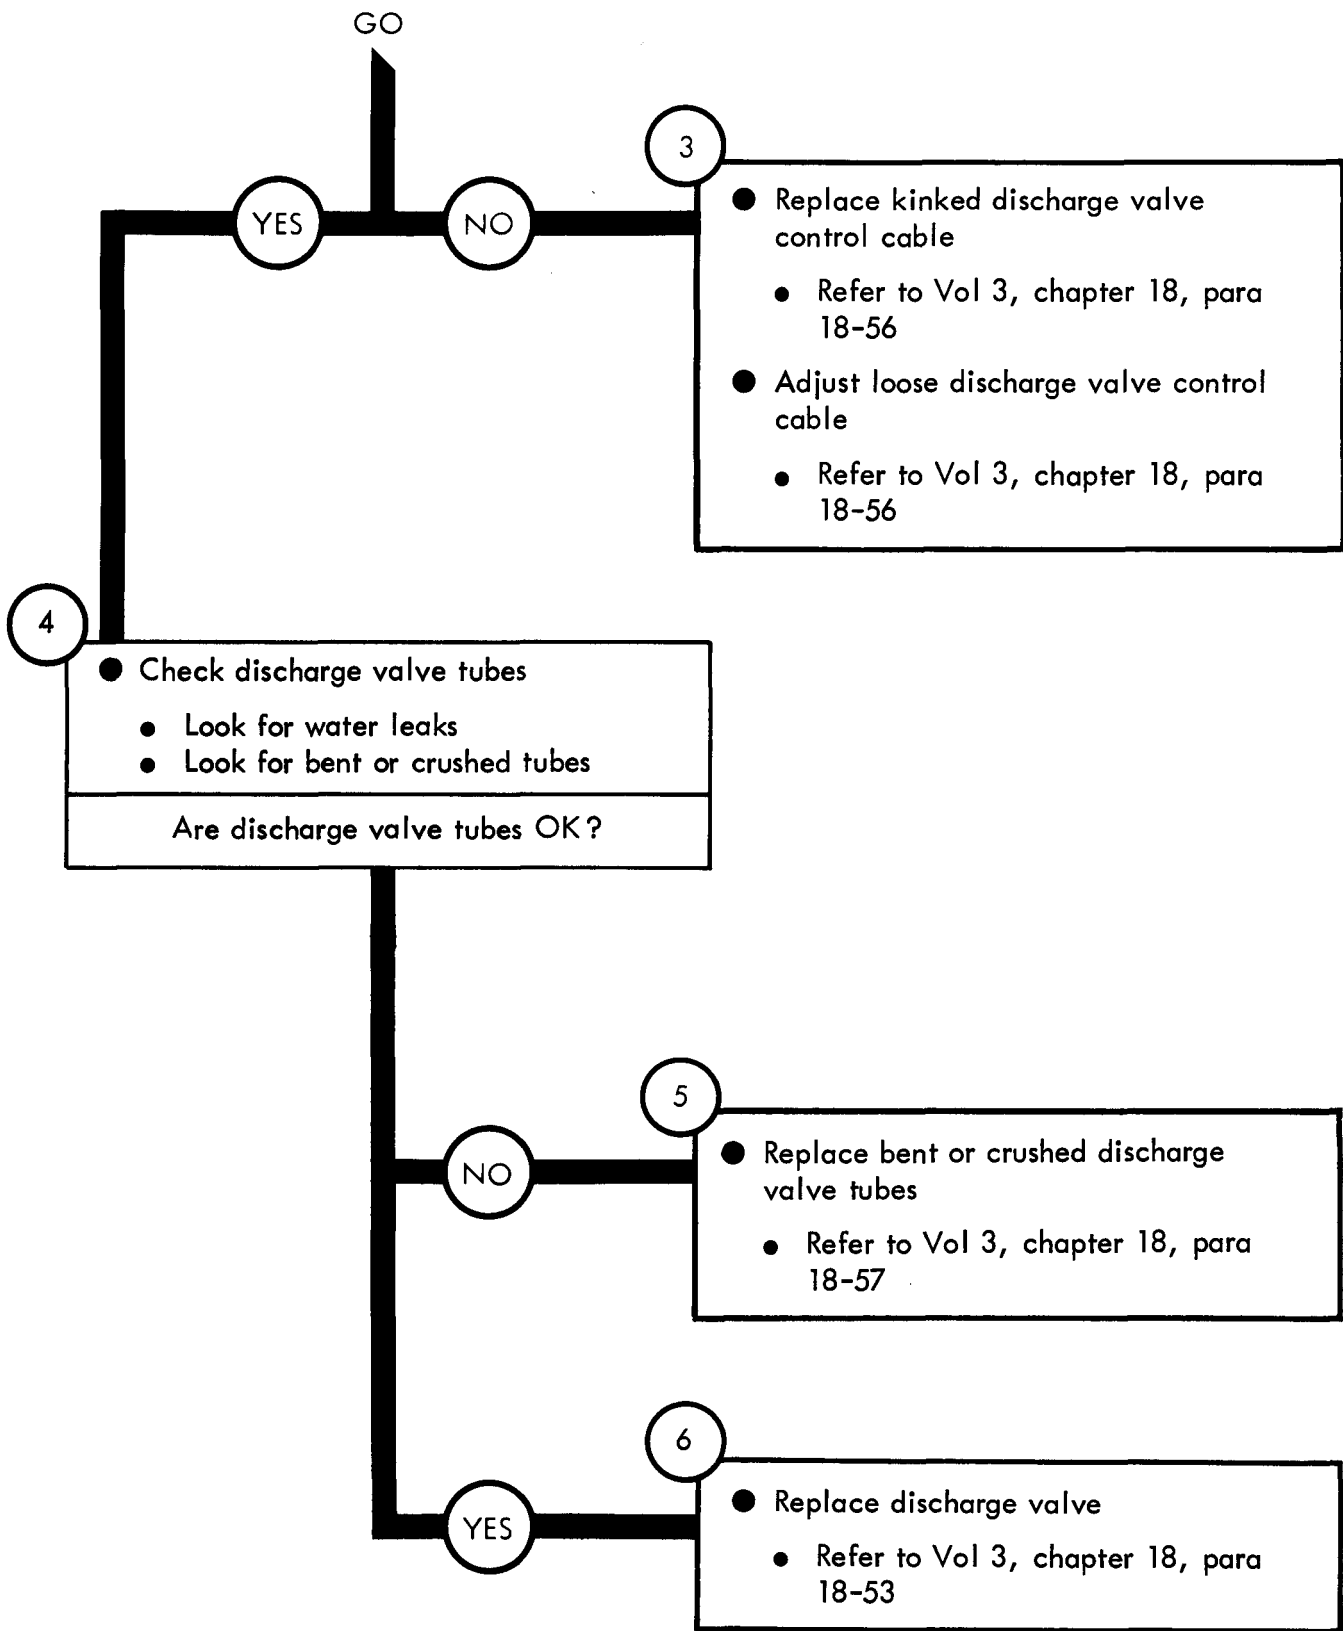 GO
YES
NO
3
● Replace kinked discharge valve
control cable
● Refer to Vol 3, chapter 18, para
18-56
● Adjust loose discharge valve control
cable
● Refer to Vol 3, chapter 18, para
18-56
4
● Check discharge valve tubes
● Look for water leaks
● Look for bent or crushed tubes
Are discharge valve tubes OK?
NO
5
● Replace bent or crushed discharge
valve tubes
● Refer to Vol 3, chapter 18, para
18-57
YES
6
● Replace discharge valve
● Refer to Vol 3, chapter 18, para
18-53